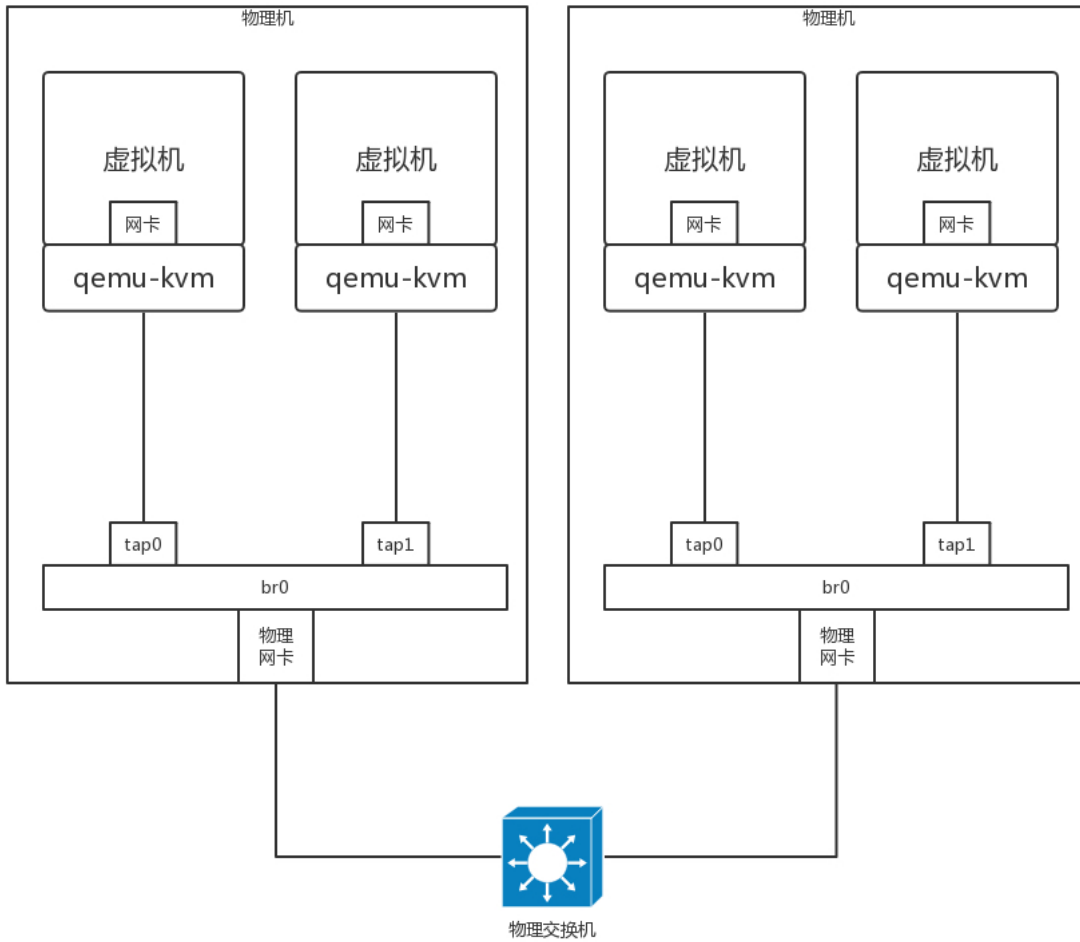 物理机
物理机
虚拟机
虚拟机
虚拟机
虚拟机
网卡
网卡
网卡
网卡
qemu-kvm
qemu-kvm
qemu-kvm
qemu-kvm
tap0
tap1
tap0
tap1
br0
br0
物理
网卡
物理
网卡
物理交换机